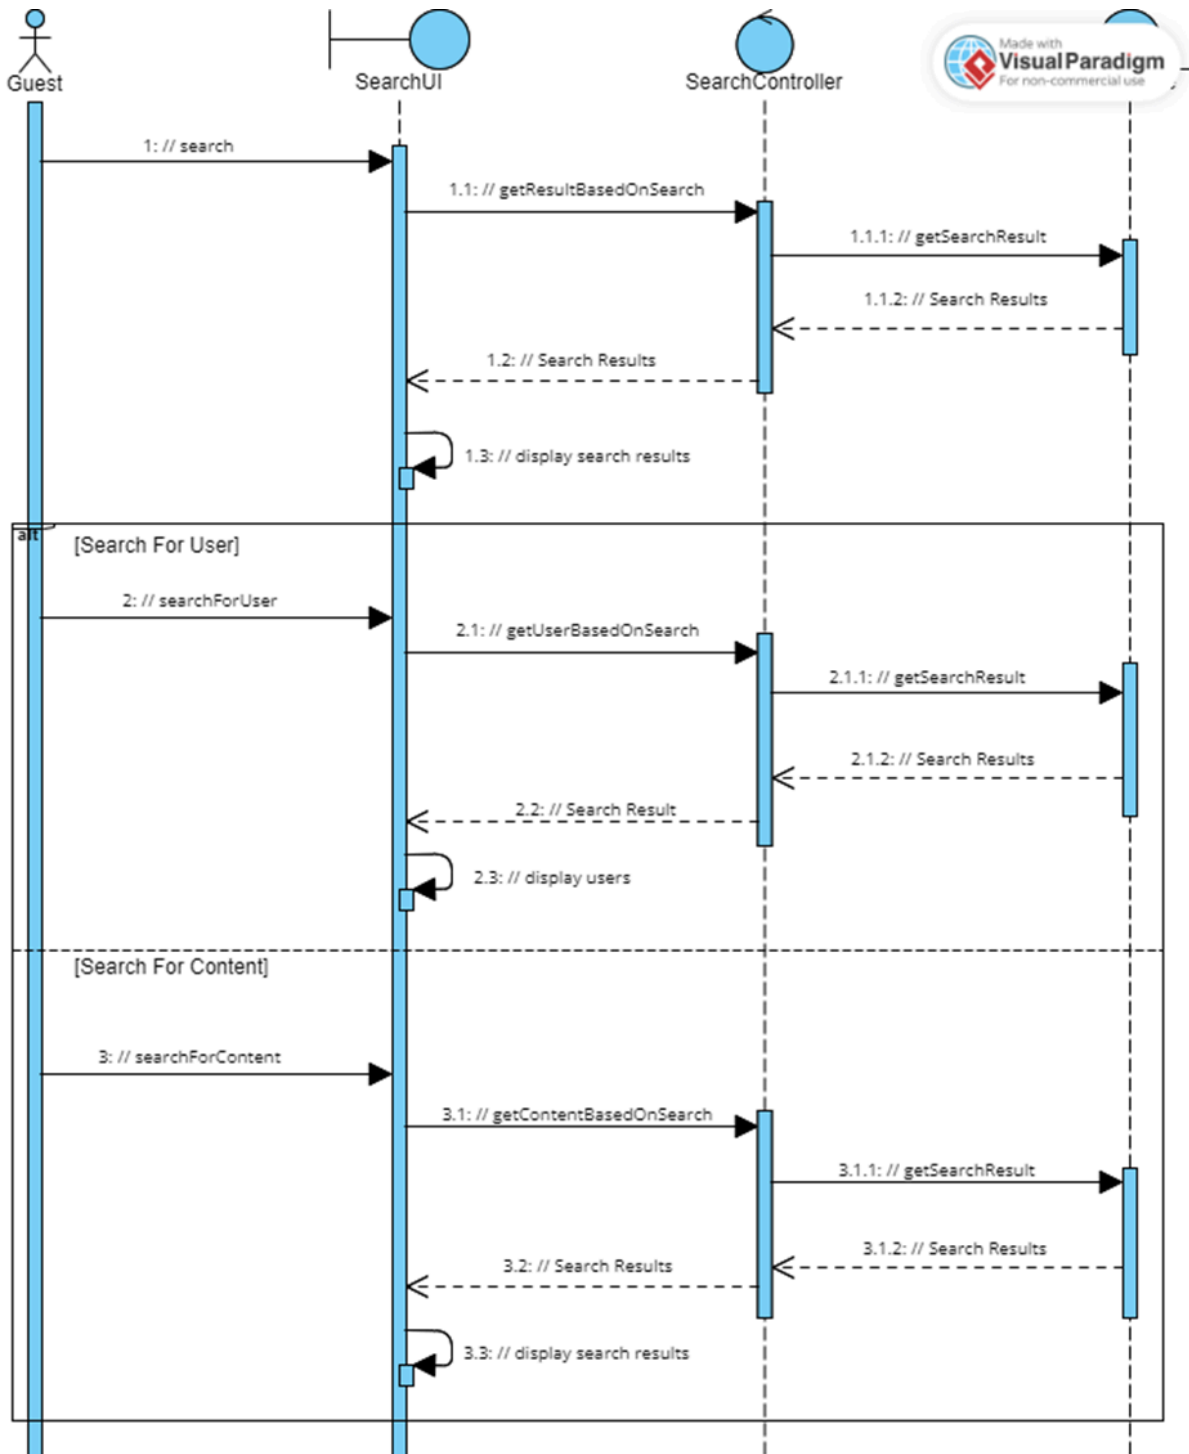 Made with
VisualParadigm
For non-commercial use
Guest
SearchUI
SearchController
1: // search
1.1: // getResultBasedOnSearch
1.1.1: // getSearchResult
1.1.2: // Search Results
1.2: // Search Results
1.3: // display search results
alt
[Search For User]
2: // searchForUser
2.1: // getUserBasedOnSearch
2.1.1: // getSearchResult
2.1.2: // Search Results
2.2: // Search Result
2.3: // display users
[Search For Content]
3: // searchForContent
3.1: // getContentBasedOnSearch
3.1.1: // getSearchResult
3.1.2: // Search Results
3.2: // Search Results
3.3: // display search results